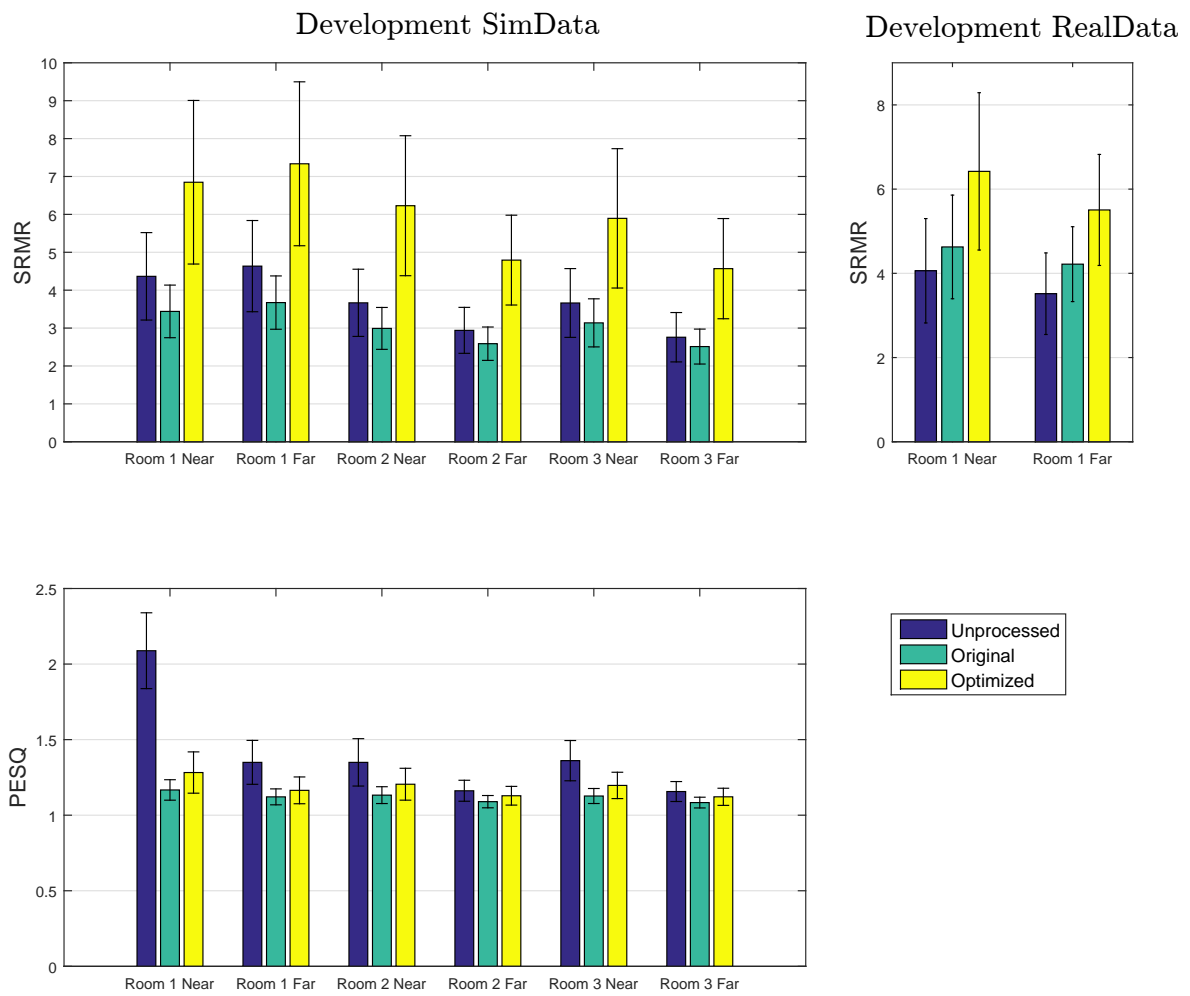 Development SimData
Development RealData
10
9
8
7
6
5
4
3
2
1
0
SRMR
Room 1 Near Room 1 Far Room 2 Near Room 2 Far Room 3 Near Room 3 Far
8
6
4
2
0
SRMR
Room 1 Near Room 1 Far
2.5
2
1.5
1
0.5
0
PESQ
Room 1 Near Room 1 Far Room 2 Near Room 2 Far Room 3 Near Room 3 Far
Unprocessed
Original
Optimized